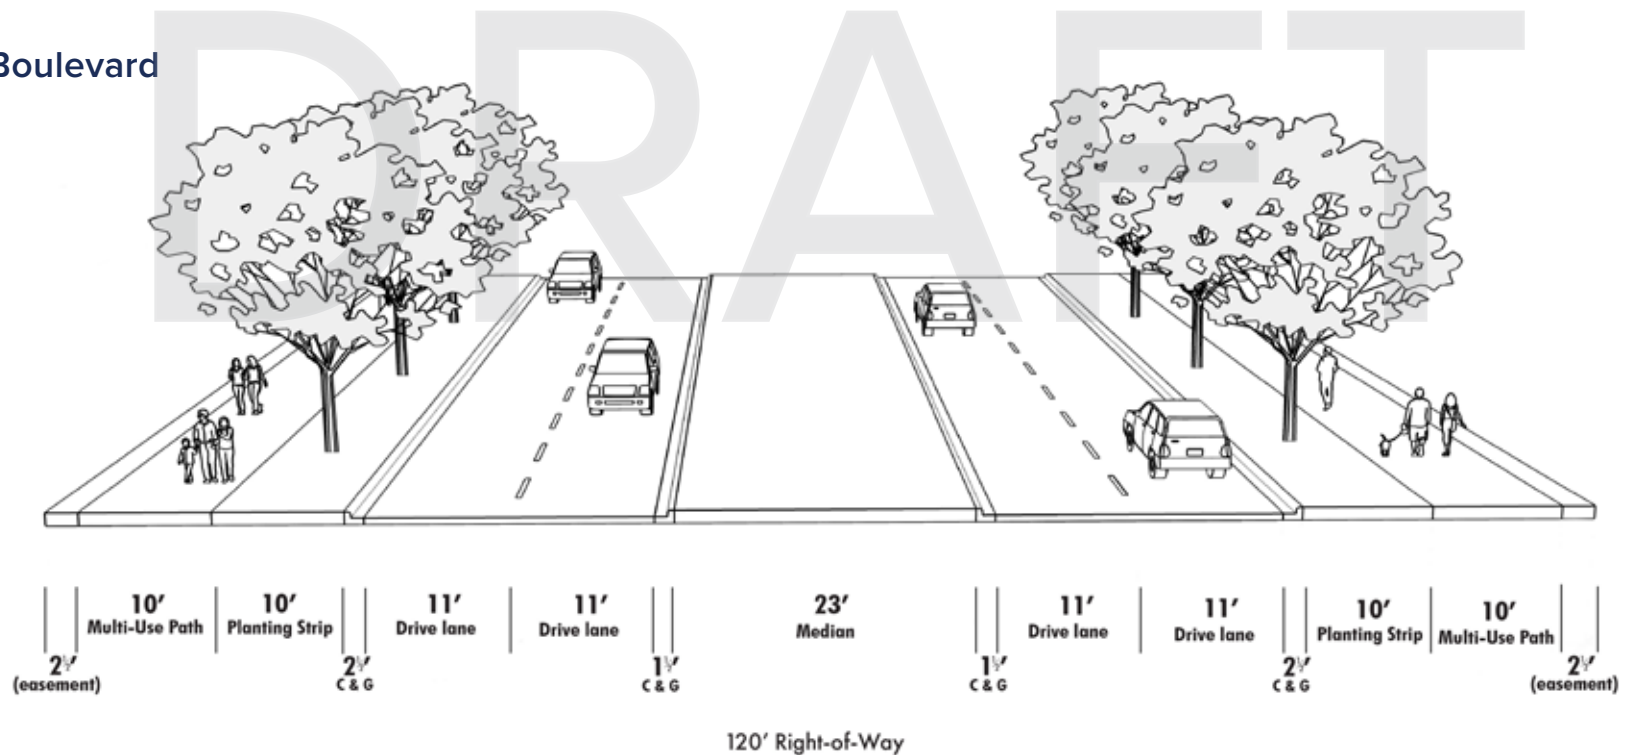 DRAFT
Boulevard
10'
Multi-Use Path
10'
Planting Strip
11'
Drive lane
11'
Drive lane
23'
Median
11'
Drive lane
11'
Drive lane
10'
Planting Strip
10'
Multi-Use Path
2½'
(easement)
2½'
C & G
1½'
C & G
1½'
C & G
2½'
C & G
2½'
(easement)
120' Right-of-Way